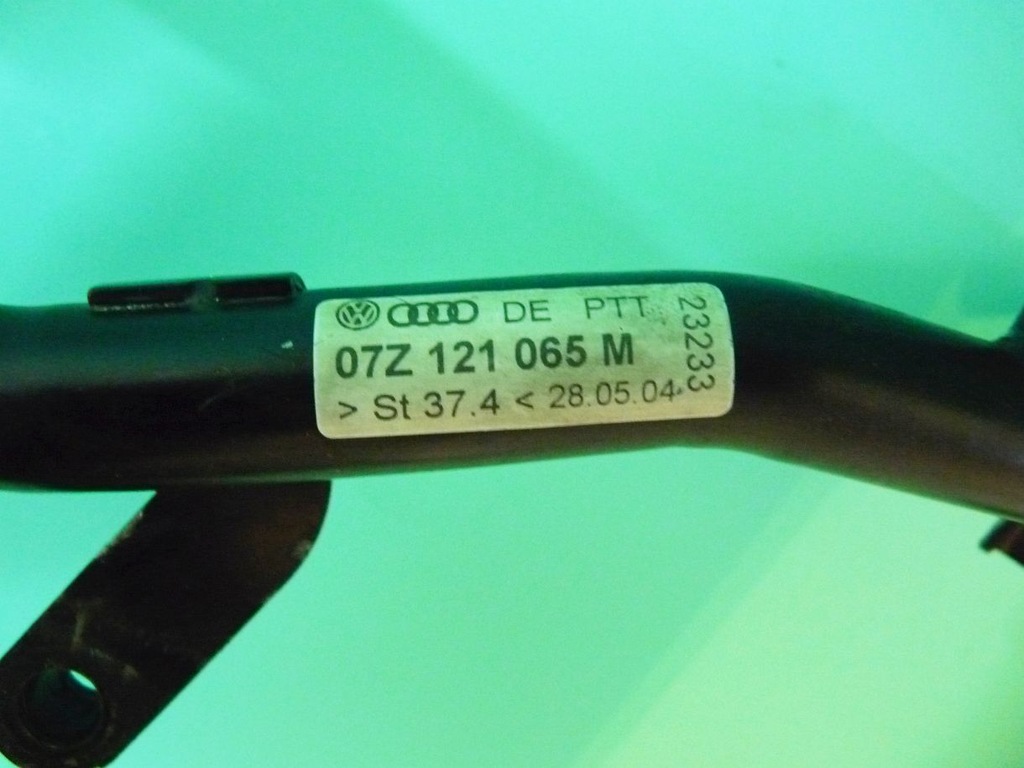 DE PTT
07Z 121 065 M
> St 37.4 < 28.05.04
23233